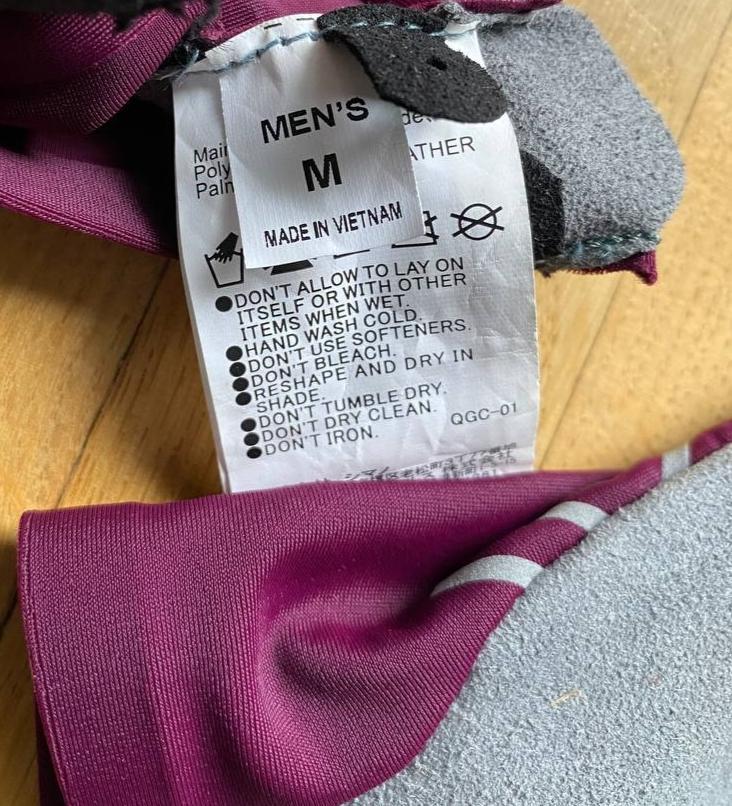 MEN'S
M
MADE IN VIETNAM
Poly
Palm
ATHER
●DON'T ALLOW TO LAY ON
ITSELF OR WITH OTHER
ITEMS WHEN WET.
●HAND WASH COLD.
●DON'T USE SOFTENERS.
●DON'T BLEACH.
●RESHAPE AND DRY IN
SHADE.
●DON'T TUMBLE DRY.
●DON'T DRY CLEAN. QGC-01
●DON'T IRON.